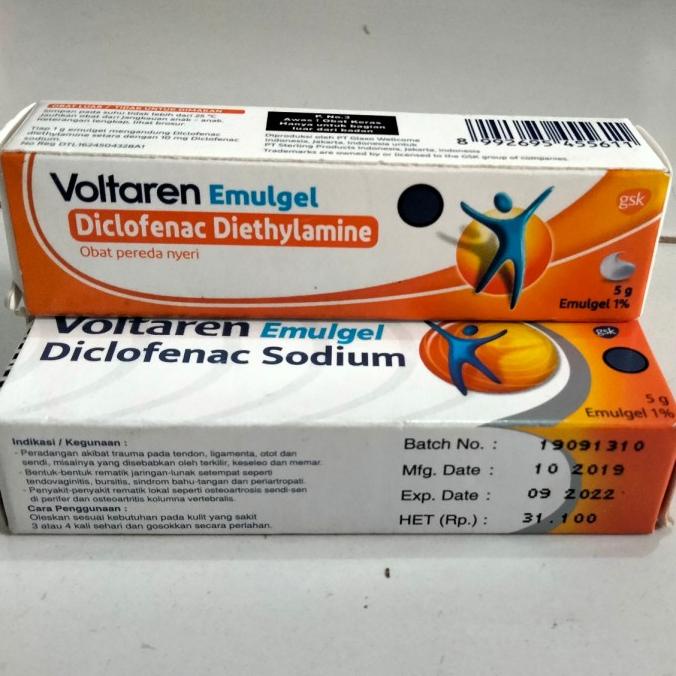 OBAT LUAR / TIDAK UNTUK DIMAKAN
Simpan pada suhu tidak lebih dari 25 °C
Jauhkan obat dari jangkauan anak - anak.
Keterangan lengkap, lihat brosur.
Tiap 1 g emulgel mengandung Diclofenac
diethylamine setara dengan 10 mg Diclofenac
No Reg DTL1624504328A1
P. No.3
Awas ! Obat Keras
Hanya untuk bagian
luar dari badan
Diproduksi oleh PT Glaxo Wellcome
Indonesia, Jakarta, Indonesia untuk
PT Sterling Products Indonesia, Jakarta, Indonesia
Trademarks are owned by or licensed to the GSK group of companies.
8 992695 455611
Voltaren Emulgel
Diclofenac Diethylamine
Obat pereda nyeri
gsk
5 g
Emulgel 1%
Voltaren Emulgel
Diclofenac Sodium
gsk
5 g
Emulgel 1%
Indikasi / Kegunaan :
- Peradangan akibat trauma pada tendon, ligamenta, otot dan
sendi, misalnya yang disebabkan oleh terkilir, keseleo dan memar.
- Bentuk-bentuk rematik jaringan-lunak setempat seperti
tendovaginitis, bursitis, sindrom bahu-tangan dan periartropati.
- Penyakit-penyakit rematik lokal seperti osteoartrosis sendi-sendi
di perifer dan osteoartritis kolumna vertebralis.
Cara Penggunaan :
Oleskan sesuai kebutuhan pada kulit yang sakit
3 atau 4 kali sehari dan gosokkan secara perlahan.
Batch No. : 19091310
Mfg. Date : 10 2019
Exp. Date : 09 2022
HET (Rp.) : 31.100